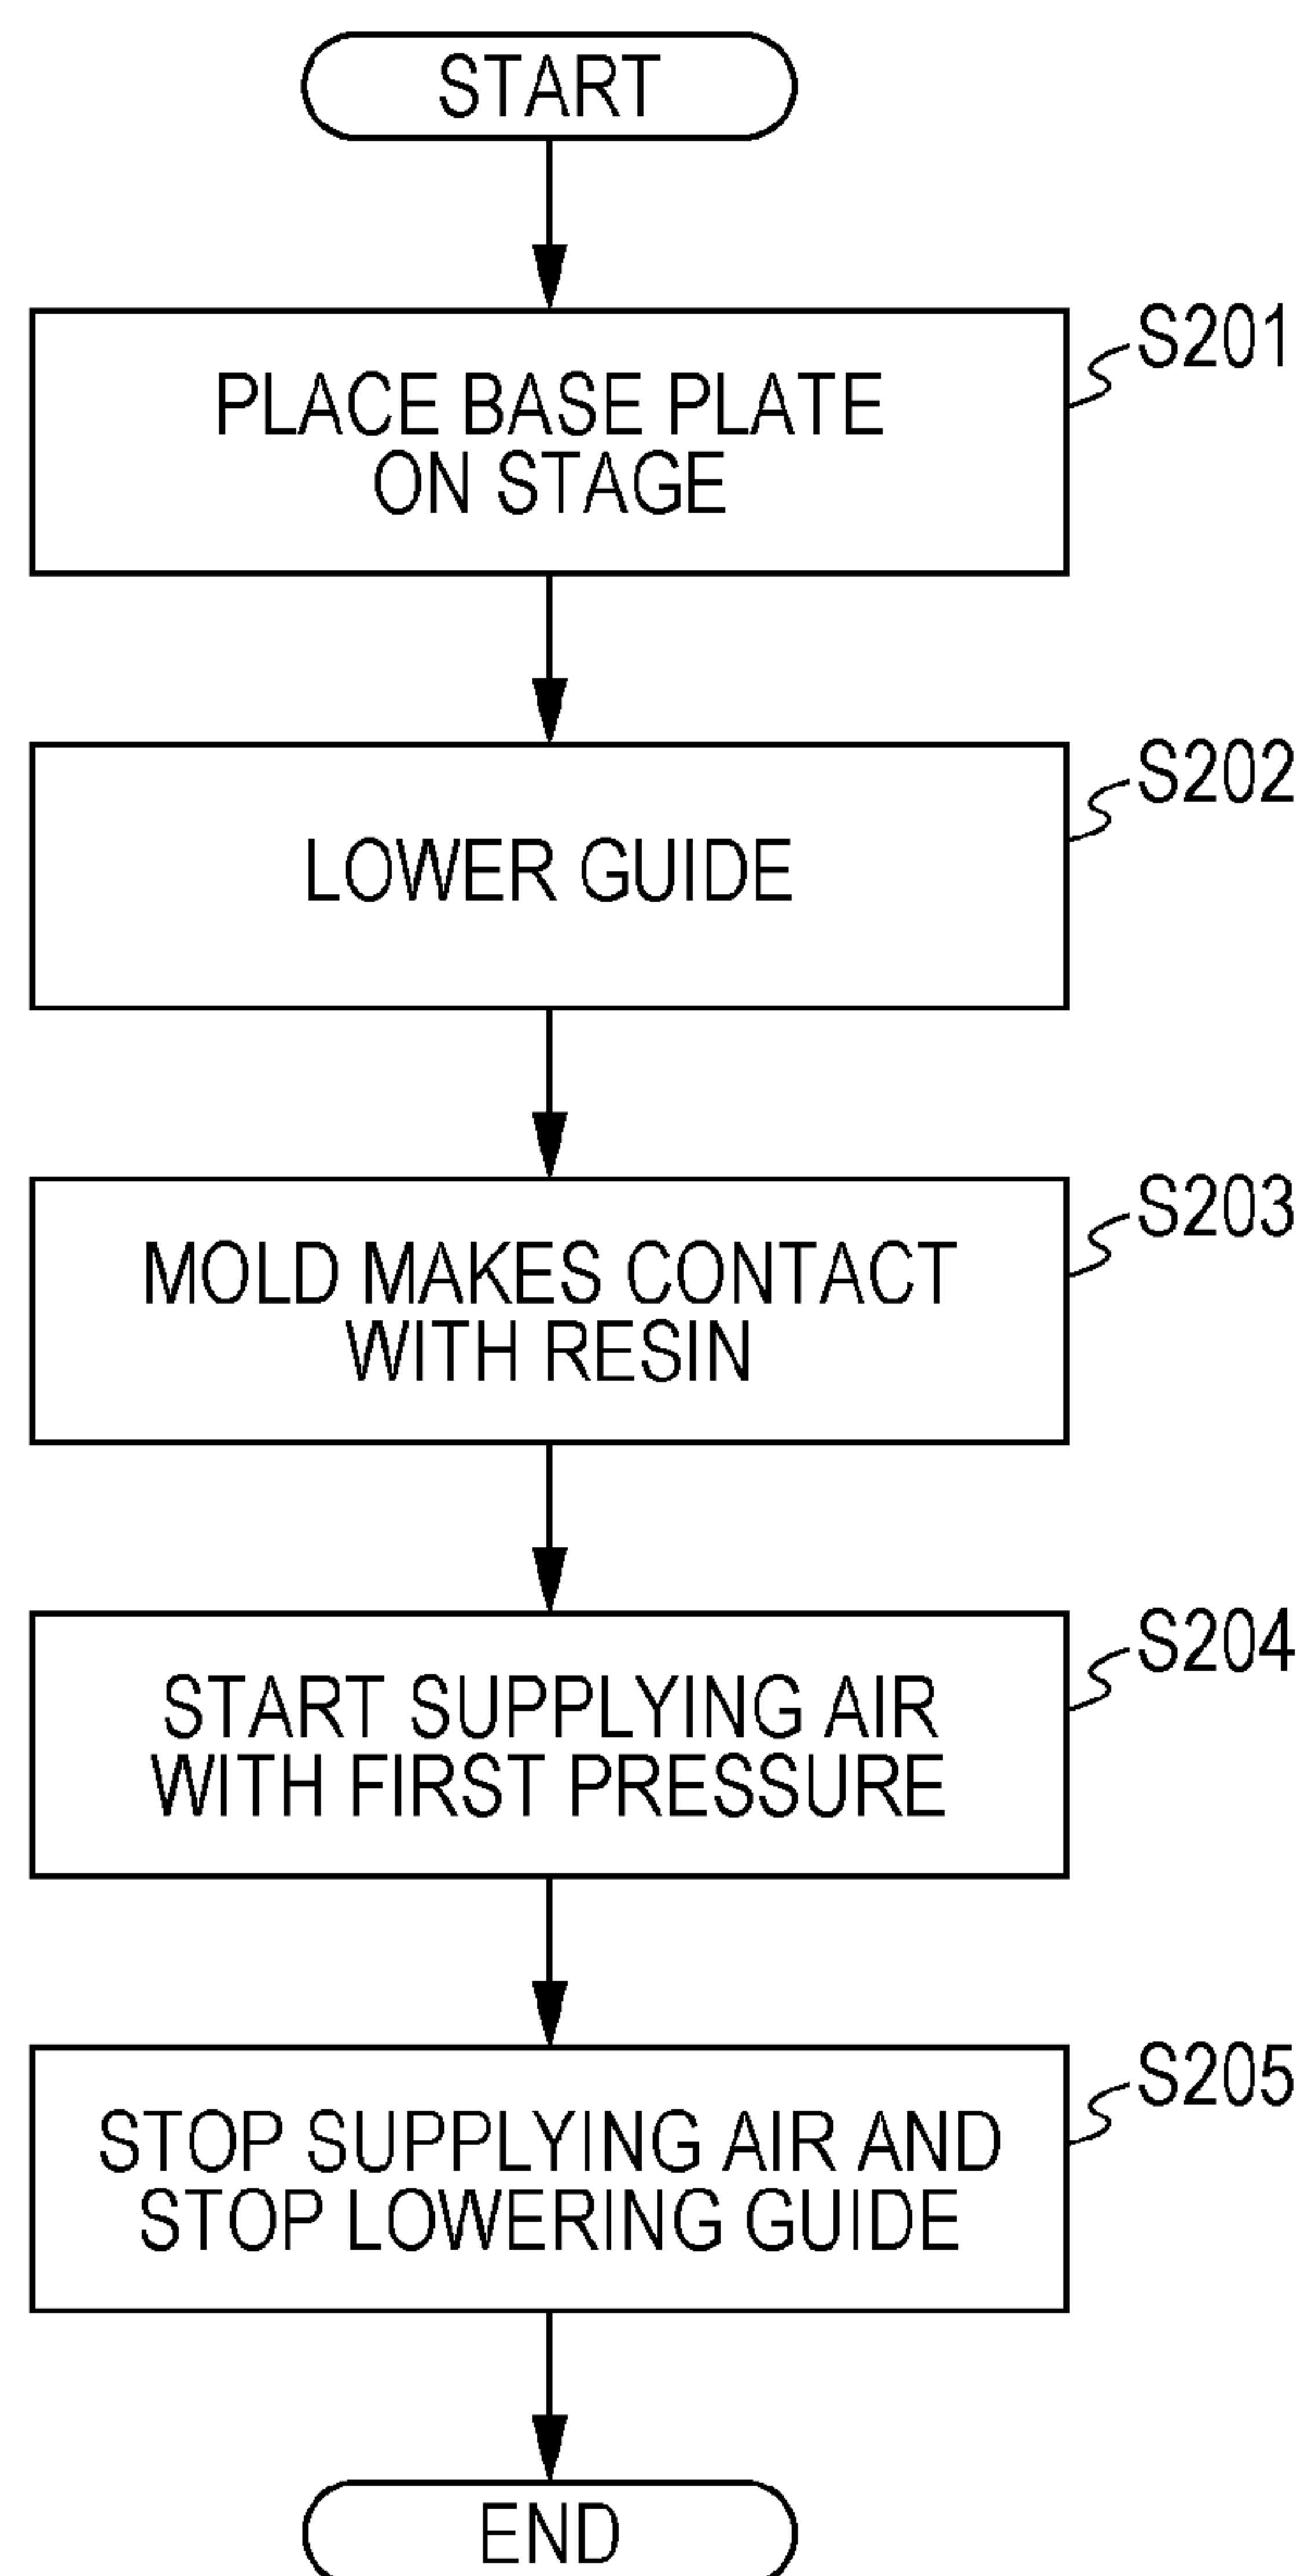 START
S201
PLACE BASE PLATE
ON STAGE
S202
LOWER GUIDE
S203
MOLD MAKES CONTACT
WITH RESIN
S204
START SUPPLYING AIR
WITH FIRST PRESSURE
S205
STOP SUPPLYING AIR AND
STOP LOWERING GUIDE
END